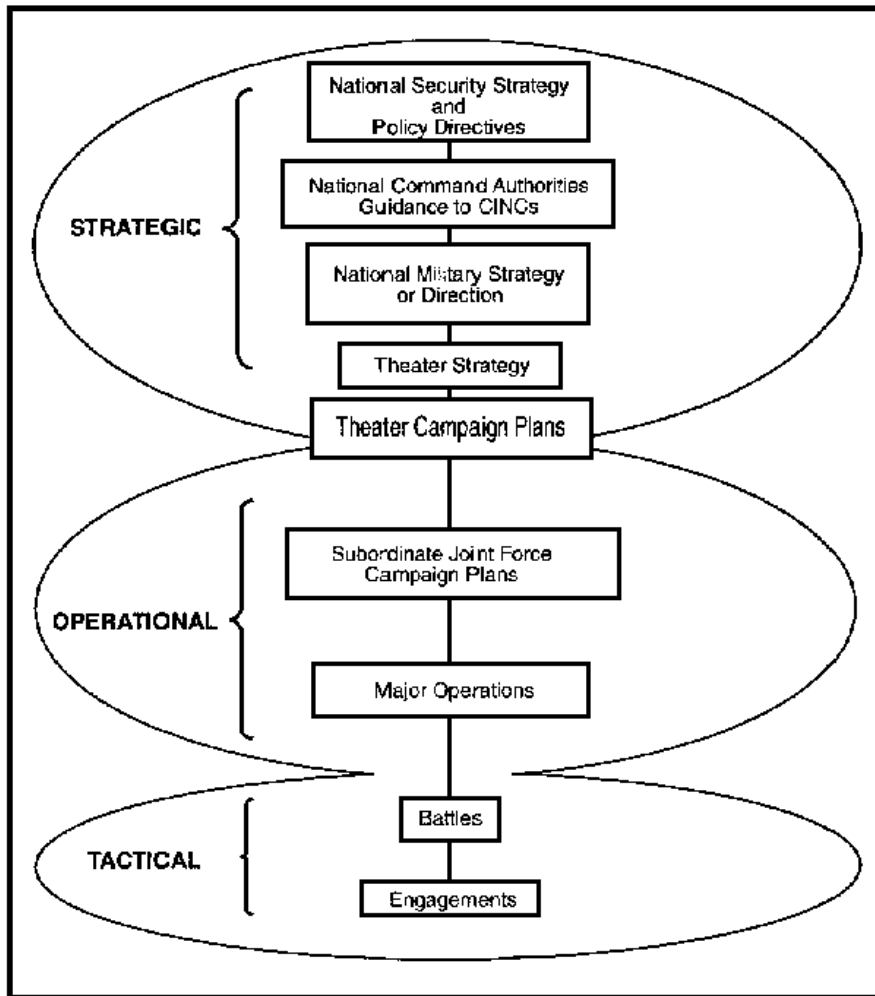 National Security Strategy
and
Policy Directives
National Command Authorities
Guidance to CINCs
STRATEGIC
National Military Strategy
or Direction
Theater Strategy
Theater Campaign Plans
Subordinate Joint Force
Campaign Plans
OPERATIONAL
Major Operations
Battles
TACTICAL
Engagements